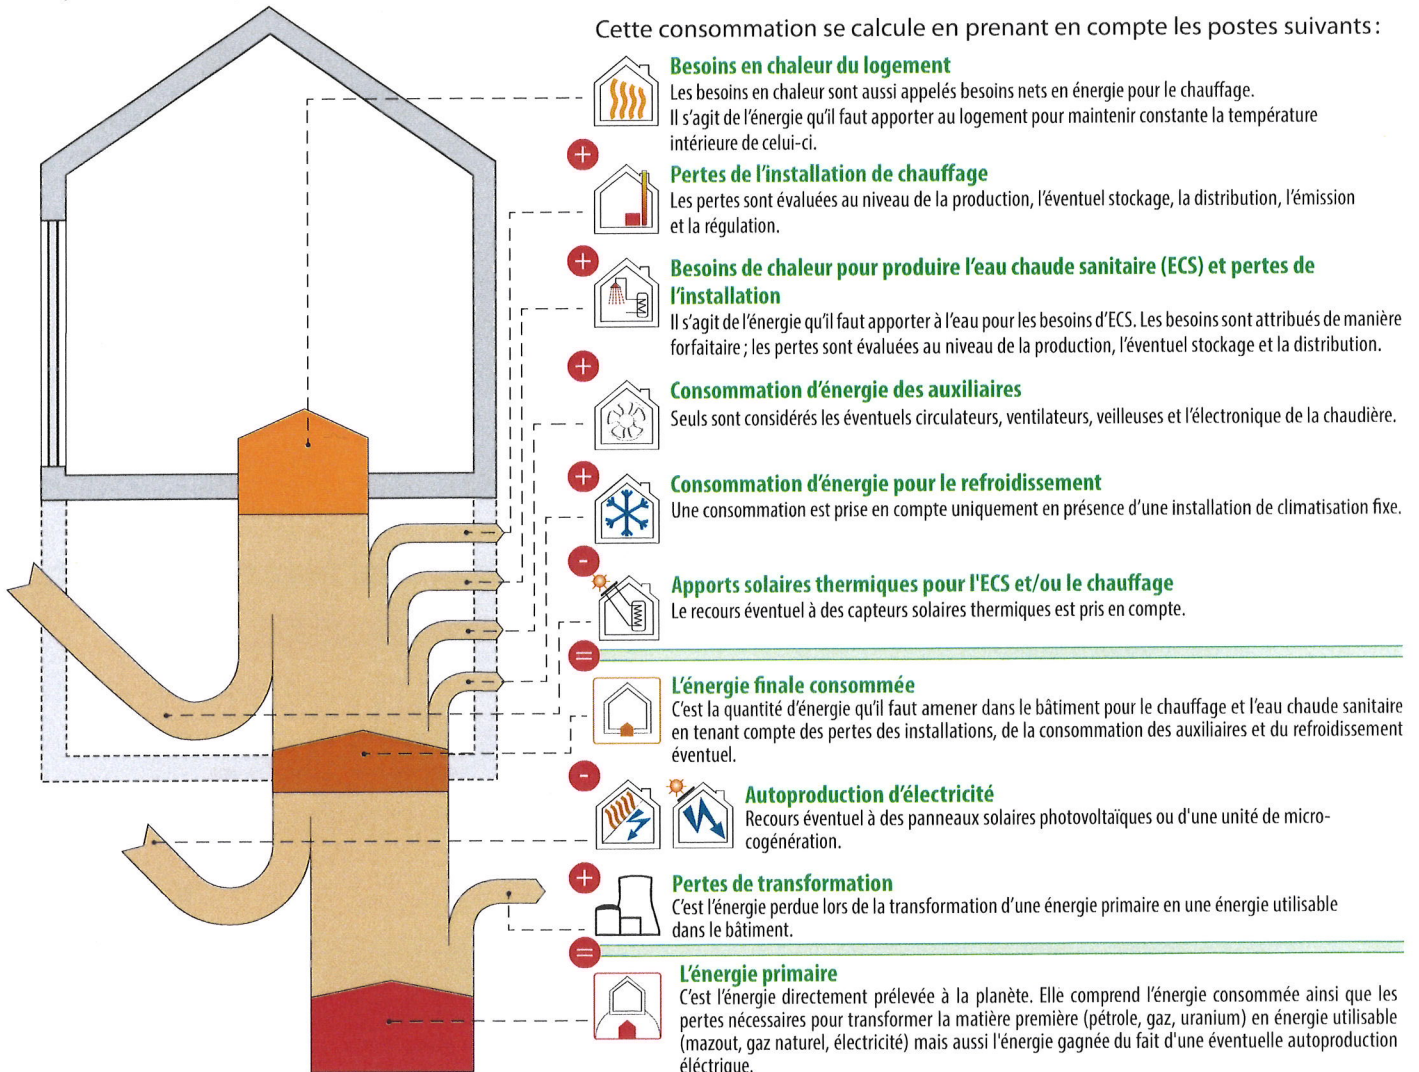 Cette consommation se calcule en prenant en compte les postes suivants :
Besoins en chaleur du logement
Les besoins en chaleur sont aussi appelés besoins nets en énergie pour le chauffage.
Il s'agit de l'énergie qu'il faut apporter au logement pour maintenir constante la température
intérieure de celui-ci.
+
Pertes de l'installation de chauffage
Les pertes sont évaluées au niveau de la production, l'éventuel stockage, la distribution, l'émission
et la régulation.
+
Besoins de chaleur pour produire l'eau chaude sanitaire (ECS) et pertes de
l'installation
Il s'agit de l'énergie qu'il faut apporter à l'eau pour les besoins d'ECS. Les besoins sont attribués de manière
forfaitaire ; les pertes sont évaluées au niveau de la production, l'éventuel stockage et la distribution.
+
Consommation d'énergie des auxiliaires
Seuls sont considérés les éventuels circulateurs, ventilateurs, veilleuses et l'électronique de la chaudière.
+
Consommation d'énergie pour le refroidissement
Une consommation est prise en compte uniquement en présence d'une installation de climatisation fixe.
-
Apports solaires thermiques pour l'ECS et/ou le chauffage
Le recours éventuel à des capteurs solaires thermiques est pris en compte.
=
L'énergie finale consommée
C'est la quantité d'énergie qu'il faut amener dans le bâtiment pour le chauffage et l'eau chaude sanitaire
en tenant compte des pertes des installations, de la consommation des auxiliaires et du refroidissement
éventuel.
-
Autoproduction d'électricité
Recours éventuel à des panneaux solaires photovoltaïques ou d'une unité de micro-
cogénération.
+
Pertes de transformation
C'est l'énergie perdue lors de la transformation d'une énergie primaire en une énergie utilisable
dans le bâtiment.
=
L'énergie primaire
C'est l'énergie directement prélevée à la planète. Elle comprend l'énergie consommée ainsi que les
pertes nécessaires pour transformer la matière première (pétrole, gaz, uranium) en énergie utilisable
(mazout, gaz naturel, électricité) mais aussi l'énergie gagnée du fait d'une éventuelle autoproduction
éléctrique.